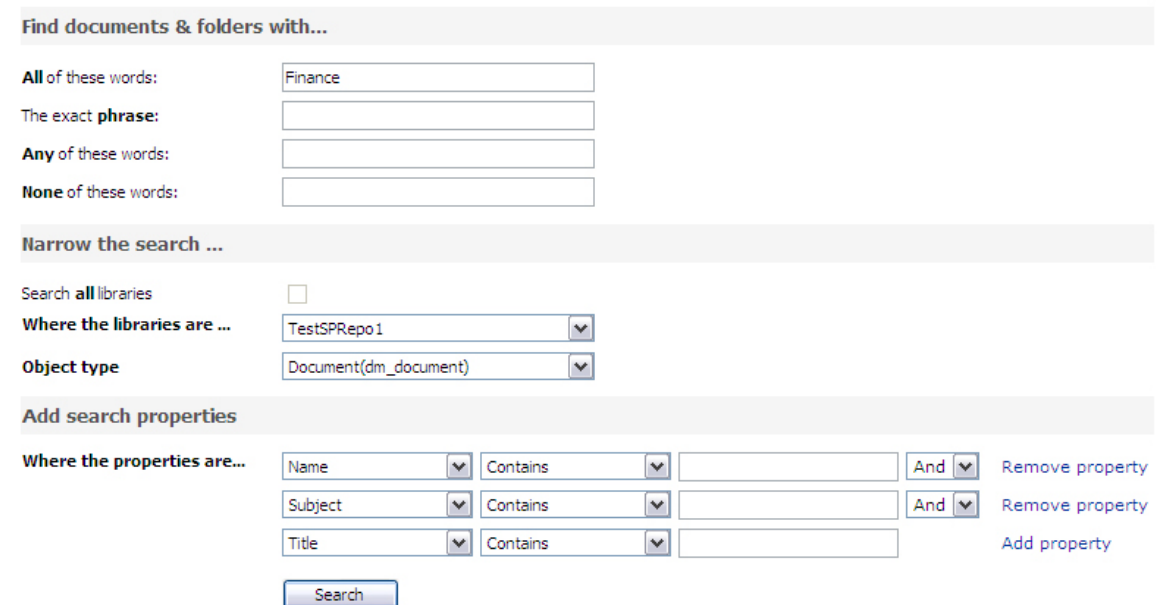 Find documents & folders with...
All of these words: Finance
The exact phrase:
Any of these words:
None of these words:
Narrow the search ...
Search all libraries
Where the libraries are ... TestSPRepo1
Object type Document(dm_document)
Add search properties
Where the properties are... Name Contains And Remove property
Subject Contains And Remove property
Title Contains Add property
Search